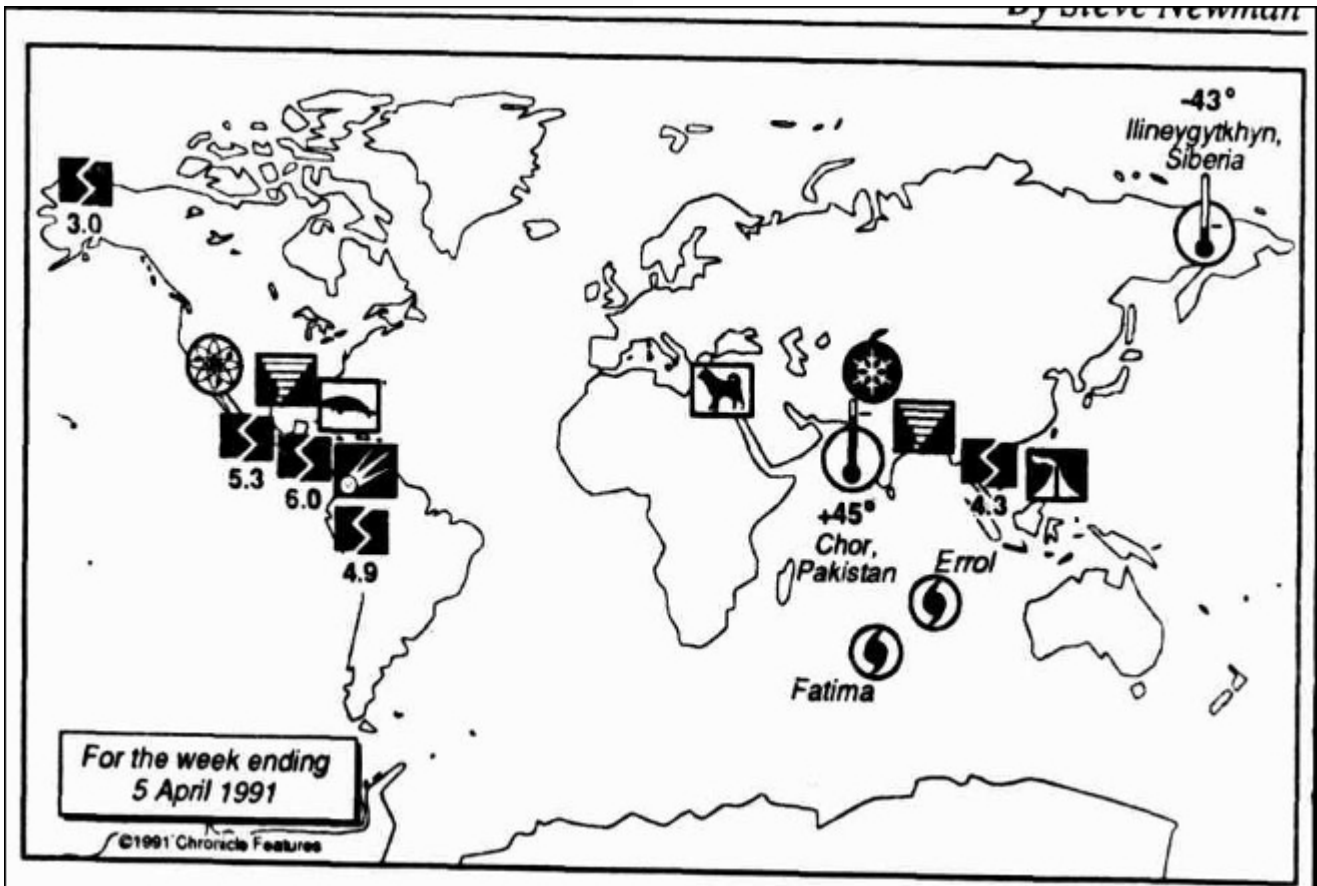 By Steve Newman
-43°
Ilineygytkhyn,
Siberia
3.0
5.3
6.0
4.9
+45°
Chor,
Pakistan
4.3
Errol
Fatima
For the week ending
5 April 1991
©1991 Chronicle Features